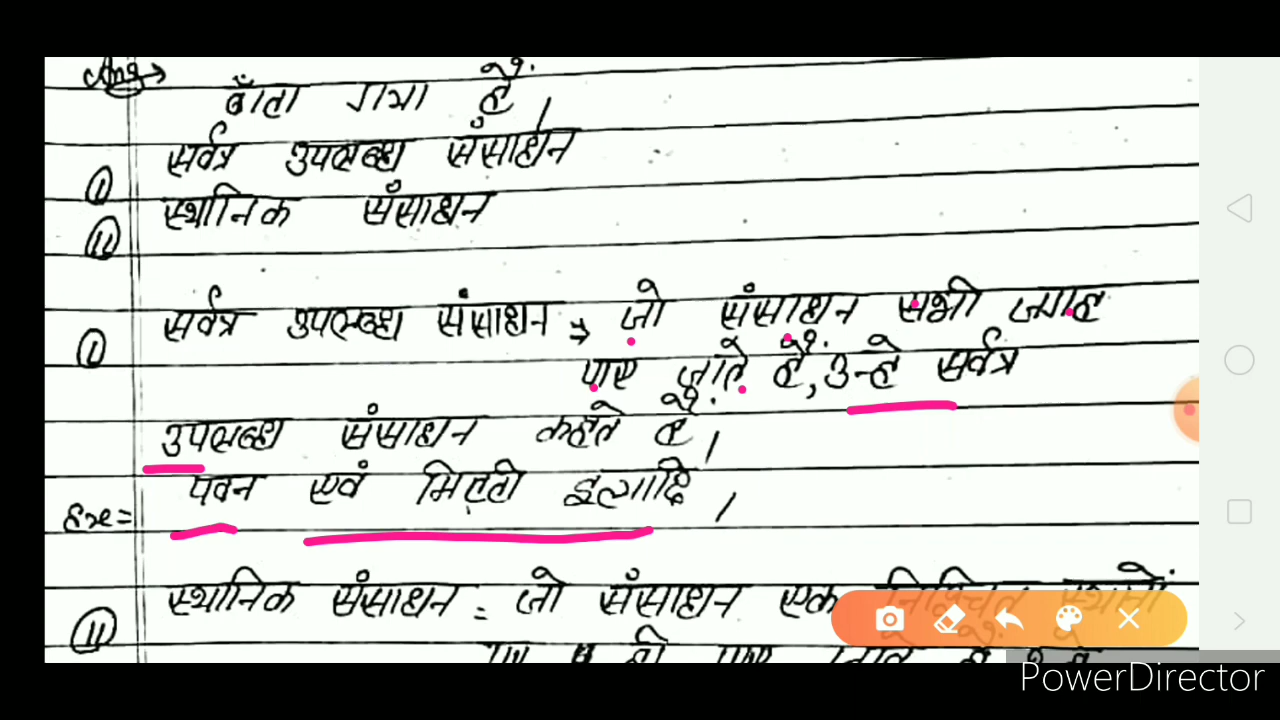 Ans→
बाँटा गया है।
(i) सर्वत्र उपलब्ध संसाधन
(ii) स्थानिक संसाधन
(i) सर्वत्र उपलब्ध संसाधन ⇒ जो संसाधन सभी जगह
पाए जाते हैं, उन्हे सर्वत्र
उपलब्ध संसाधन कहते है।
Exe= पवन एवं मिट्टी इत्यादि।
(ii) स्थानिक संसाधन = जो संसाधन एक निश्चित स्थानों
PowerDirector